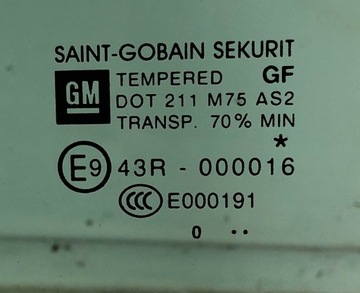 SAINT-GOBAIN SEKURIT
GM TEMPERED GF
DOT 211 M75 AS2
TRANSP. 70% MIN
*
E9 43R - 000016
CCC E000191
0 ..